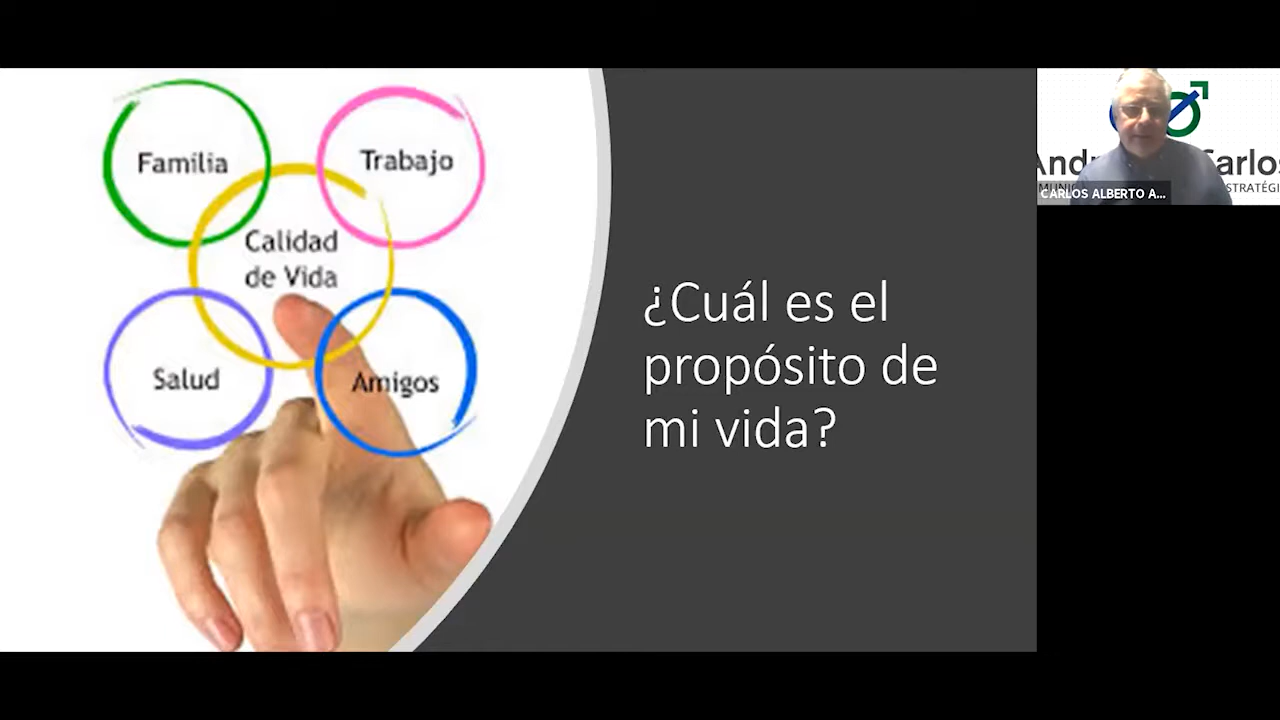 Familia
Trabajo
Calidad
de Vida
Salud
Amigos
¿Cuál es el
propósito de
mi vida?
CARLOS ALBERTO A...